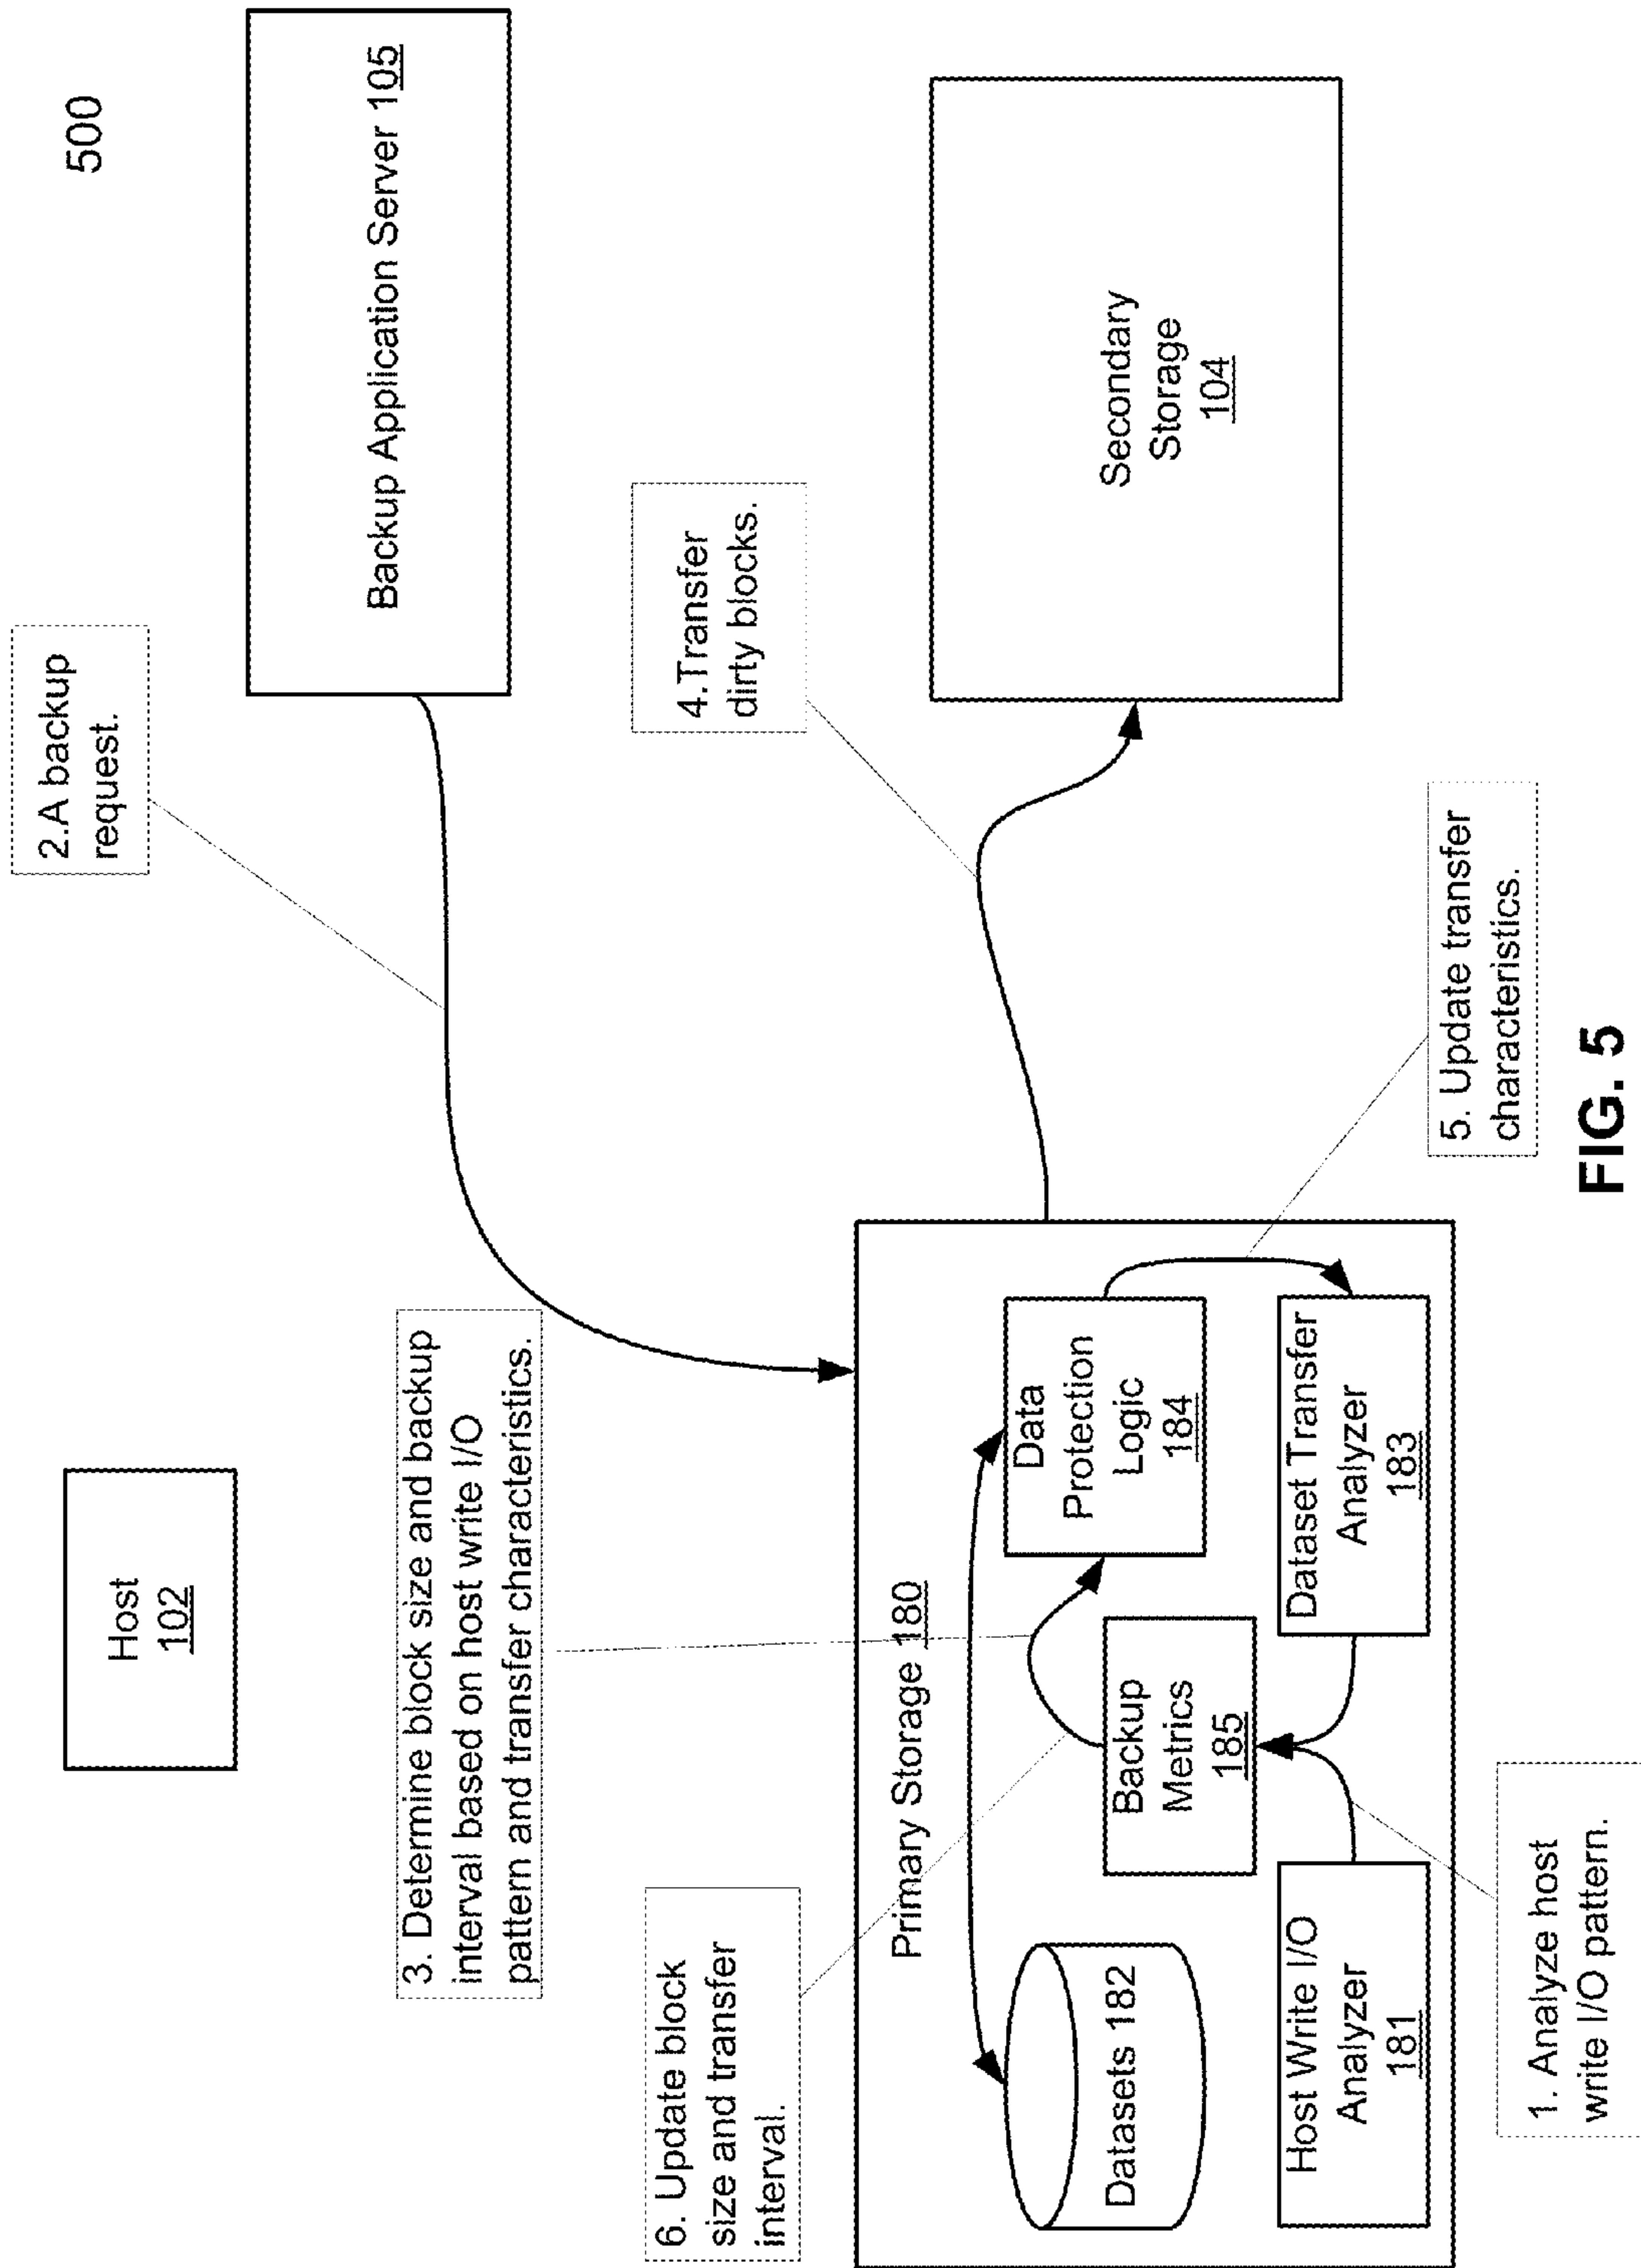 500
Host
102
Backup Application Server 105
2.A backup
request.
3. Determine block size and backup
interval based on host write I/O
pattern and transfer characteristics.
6. Update block
size and transfer
interval.
4.Transfer
dirty blocks.
Primary Storage 180
Datasets 182
Backup
Metrics
185
Data
Protection
Logic
184
Host Write I/O
Analyzer
181
Dataset Transfer
Analyzer
183
Secondary
Storage
104
1. Analyze host
write I/O pattern.
5. Update transfer
characteristics.
FIG. 5